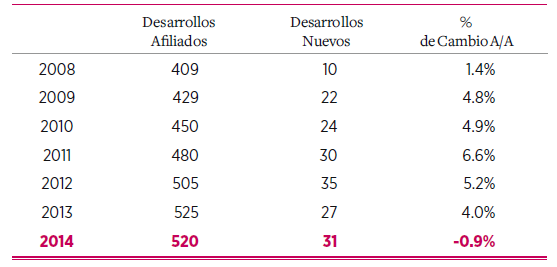 Desarrollos Afiliados Desarrollos Nuevos % de Cambio A/A
2008 409 10 1.4%
2009 429 22 4.8%
2010 450 24 4.9%
2011 480 30 6.6%
2012 505 35 5.2%
2013 525 27 4.0%
2014 520 31 -0.9%